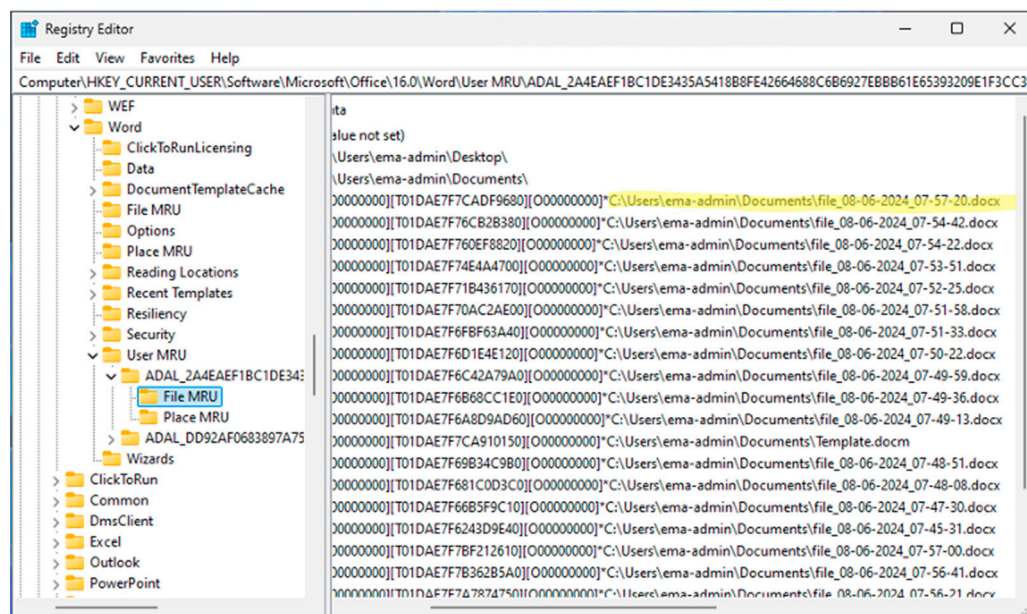 Registry Editor
File Edit View Favorites Help
Computer\HKEY_CURRENT_USER\Software\Microsoft\Office\16.0\Word\User MRU\ADAL_2A4EAEF1BC1DE3435A5418B8FE42664688C6B6927EBBB61E65393209E1F3CC3
WEF
Word
ClickToRunLicensing
Data
DocumentTemplateCache
File MRU
Options
Place MRU
Reading Locations
Recent Templates
Resiliency
Security
User MRU
ADAL_2A4EAEF1BC1DE343
File MRU
Place MRU
ADAL_DD92AF0683897A75
Wizards
ClickToRun
Common
DmsClient
Excel
Outlook
PowerPoint
ata
alue not set)
\Users\ema-admin\Desktop\
\Users\ema-admin\Documents\
00000000][T01DAE7F7CADF9680][O00000000]*C:\Users\ema-admin\Documents\file_08-06-2024_07-57-20.docx
00000000][T01DAE7F76CB2B380][O00000000]*C:\Users\ema-admin\Documents\file_08-06-2024_07-54-42.docx
00000000][T01DAE7F760EF8820][O00000000]*C:\Users\ema-admin\Documents\file_08-06-2024_07-54-22.docx
00000000][T01DAE7F74E4A4700][O00000000]*C:\Users\ema-admin\Documents\file_08-06-2024_07-53-51.docx
00000000][T01DAE7F71B436170][O00000000]*C:\Users\ema-admin\Documents\file_08-06-2024_07-52-25.docx
00000000][T01DAE7F70AC2AE00][O00000000]*C:\Users\ema-admin\Documents\file_08-06-2024_07-51-58.docx
00000000][T01DAE7F6FBF63A40][O00000000]*C:\Users\ema-admin\Documents\file_08-06-2024_07-51-33.docx
00000000][T01DAE7F6D1E4E120][O00000000]*C:\Users\ema-admin\Documents\file_08-06-2024_07-50-22.docx
00000000][T01DAE7F6C42A79A0][O00000000]*C:\Users\ema-admin\Documents\file_08-06-2024_07-49-59.docx
00000000][T01DAE7F6B68CC1E0][O00000000]*C:\Users\ema-admin\Documents\file_08-06-2024_07-49-36.docx
00000000][T01DAE7F6A8D9AD60][O00000000]*C:\Users\ema-admin\Documents\file_08-06-2024_07-49-13.docx
00000000][T01DAE7F7CA910150][O00000000]*C:\Users\ema-admin\Documents\Template.docm
00000000][T01DAE7F69B34C9B0][O00000000]*C:\Users\ema-admin\Documents\file_08-06-2024_07-48-51.docx
00000000][T01DAE7F681C0D3C0][O00000000]*C:\Users\ema-admin\Documents\file_08-06-2024_07-48-08.docx
00000000][T01DAE7F66B5F9C10][O00000000]*C:\Users\ema-admin\Documents\file_08-06-2024_07-47-30.docx
00000000][T01DAE7F6243D9E40][O00000000]*C:\Users\ema-admin\Documents\file_08-06-2024_07-45-31.docx
00000000][T01DAE7F7BF212610][O00000000]*C:\Users\ema-admin\Documents\file_08-06-2024_07-57-00.docx
00000000][T01DAE7F7B362B5A0][O00000000]*C:\Users\ema-admin\Documents\file_08-06-2024_07-56-41.docx
00000000][T01DAE7F7A7874750][O00000000]*C:\Users\ema-admin\Documents\file_08-06-2024_07-56-21.docx